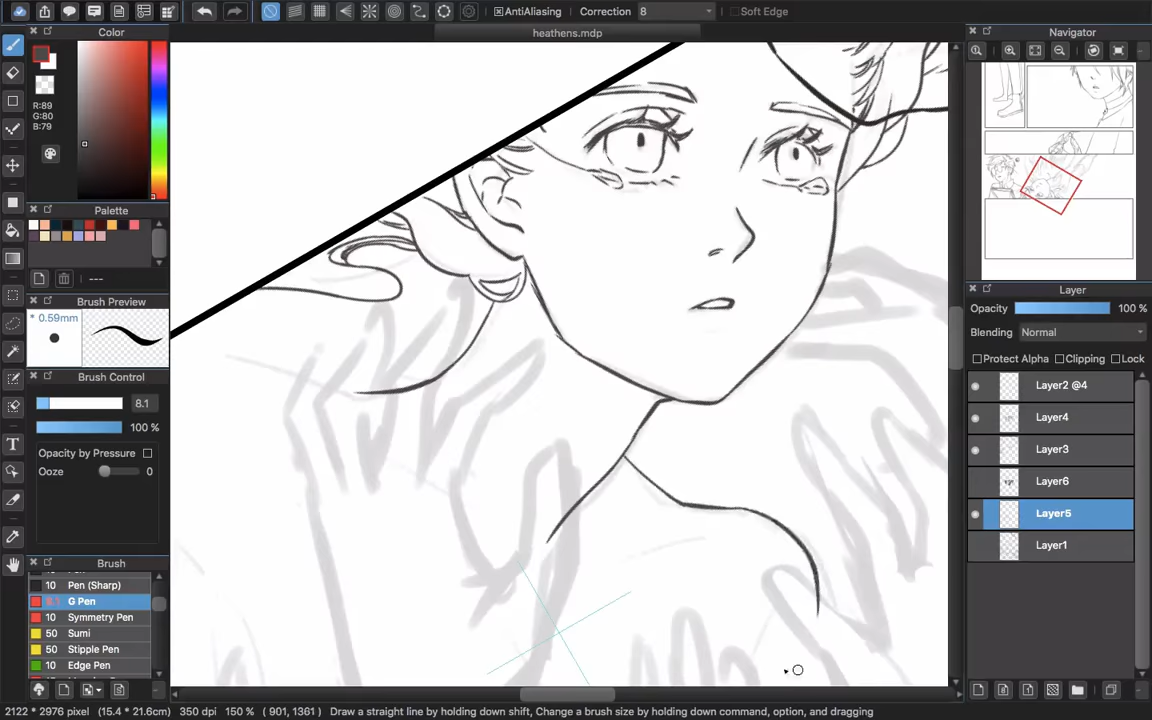 AntiAliasing Correction 8 Soft Edge
heathens.mdp
Color
R:89
G:80
B:79
Palette
---
Brush Preview
* 0.59mm
Brush Control
8.1
100 %
Opacity by Pressure
Ooze 0
Brush
10 Pen (Sharp)
8.1 G Pen
10 Symmetry Pen
50 Sumi
50 Stipple Pen
10 Edge Pen
Navigator
Layer
Opacity 100 %
Blending Normal
Protect Alpha Clipping Lock
Layer2 @4
Layer4
Layer3
Layer6
Layer5
Layer1
2122 * 2976 pixel (15.4 * 21.6cm) 350 dpi 150 % ( 901, 1361) Draw a straight line by holding down shift, Change a brush size by holding down command, option, and dragging